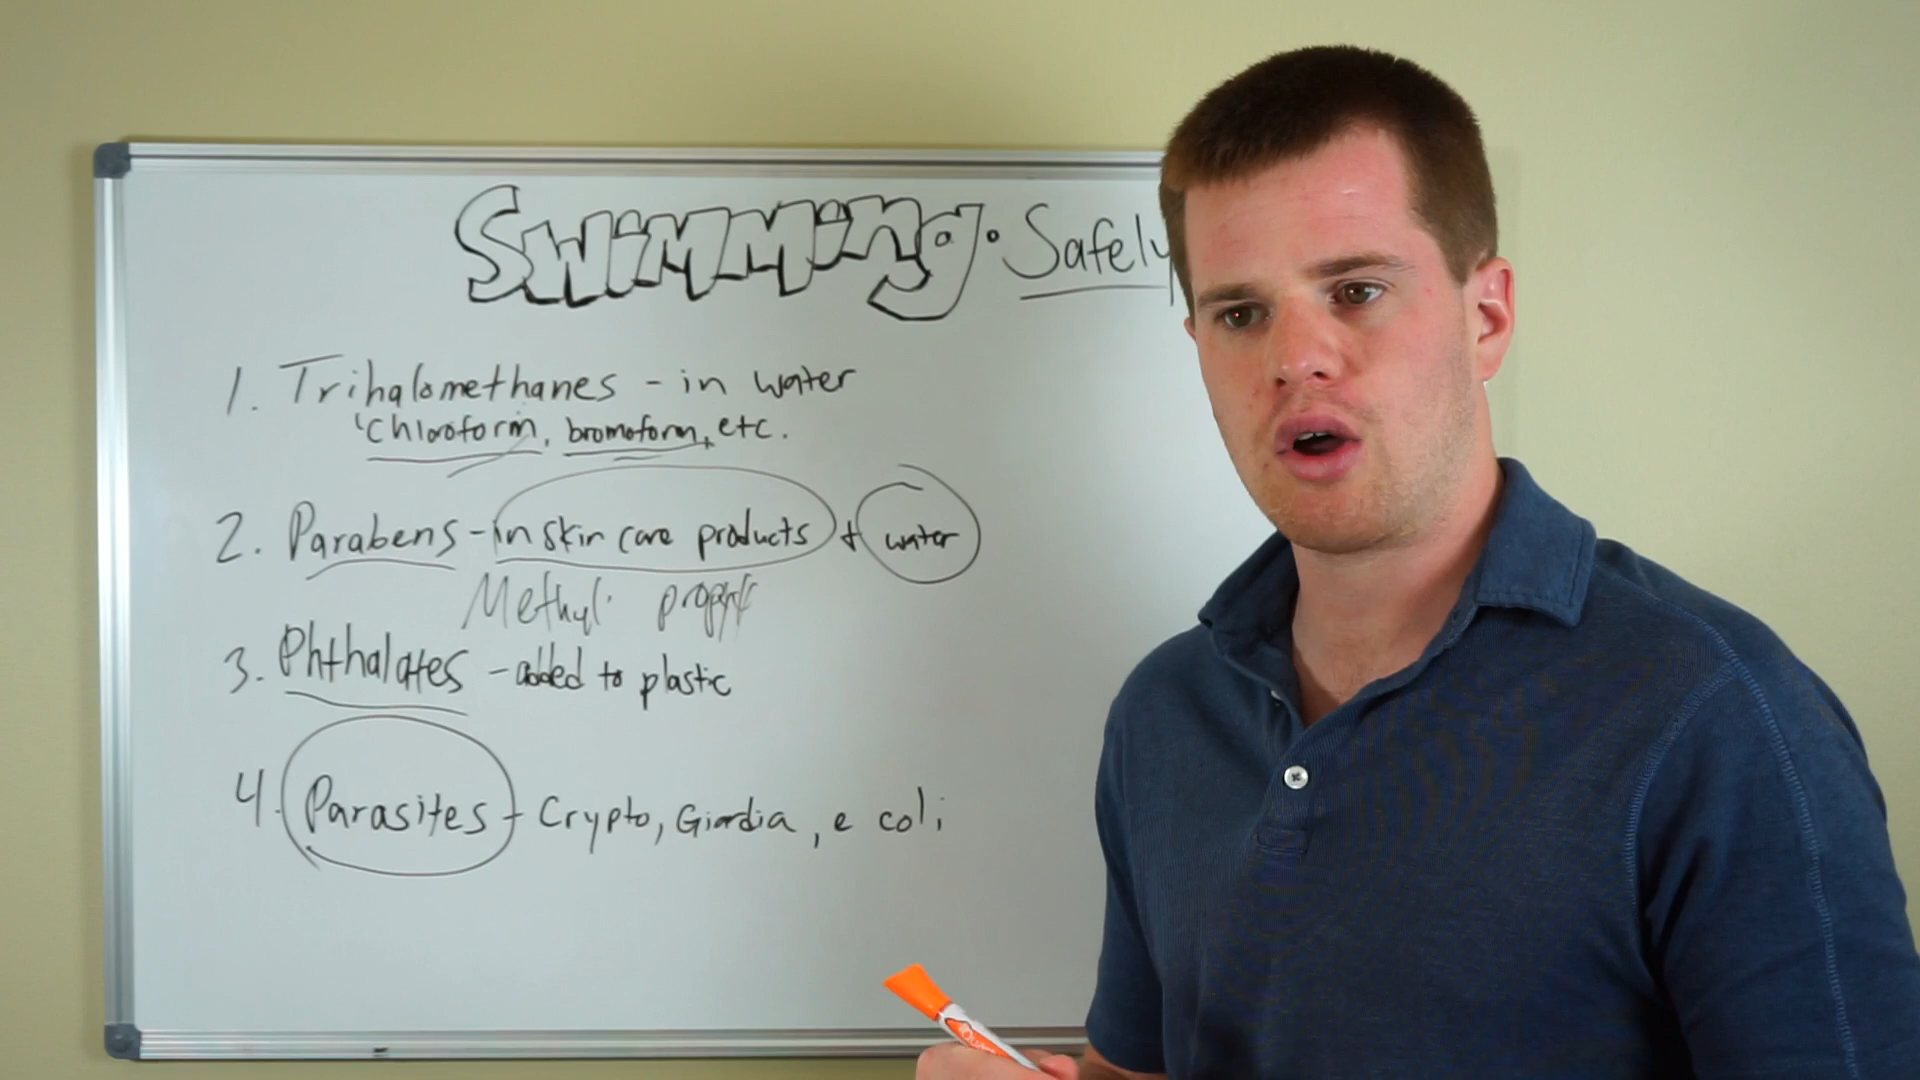 Swimming • Safely
1. Trihalomethanes - in water
Chloroform, bromoform, etc.
2. Parabens - in skin care products + water
Methyl propyl
3. Phthalates - added to plastic
4. Parasites - Crypto, Giardia, e coli